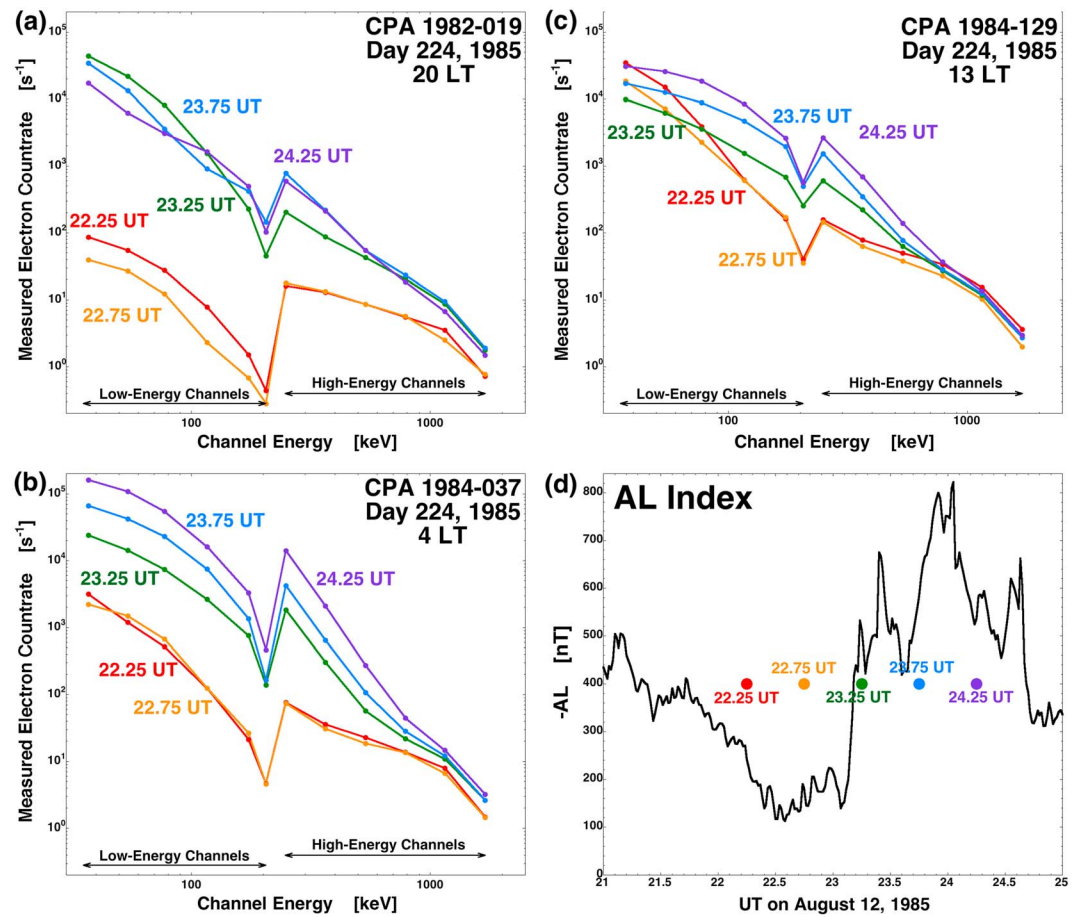 (a)
CPA 1982-019
Day 224, 1985
20 LT
Measured Electron Countrate [s⁻¹]
10⁵
10⁴
10³
10²
10¹
10⁰
23.75 UT
24.25 UT
23.25 UT
22.25 UT
22.75 UT
Low-Energy Channels
High-Energy Channels
100
1000
Channel Energy [keV]
(c)
CPA 1984-129
Day 224, 1985
13 LT
Measured Electron Countrate [s⁻¹]
10⁵
10⁴
10³
10²
10¹
10⁰
23.75 UT
24.25 UT
23.25 UT
22.25 UT
22.75 UT
Low-Energy Channels
High-Energy Channels
100
1000
Channel Energy [keV]
(b)
CPA 1984-037
Day 224, 1985
4 LT
Measured Electron Countrate [s⁻¹]
10⁵
10⁴
10³
10²
10¹
10⁰
23.75 UT
24.25 UT
23.25 UT
22.25 UT
22.75 UT
Low-Energy Channels
High-Energy Channels
100
1000
Channel Energy [keV]
(d)
AL Index
-AL [nT]
800
700
600
500
400
300
200
100
0
22.75 UT
23.75 UT
22.25 UT
23.25 UT
24.25 UT
21
21.5
22
22.5
23
23.5
24
24.5
25
UT on August 12, 1985